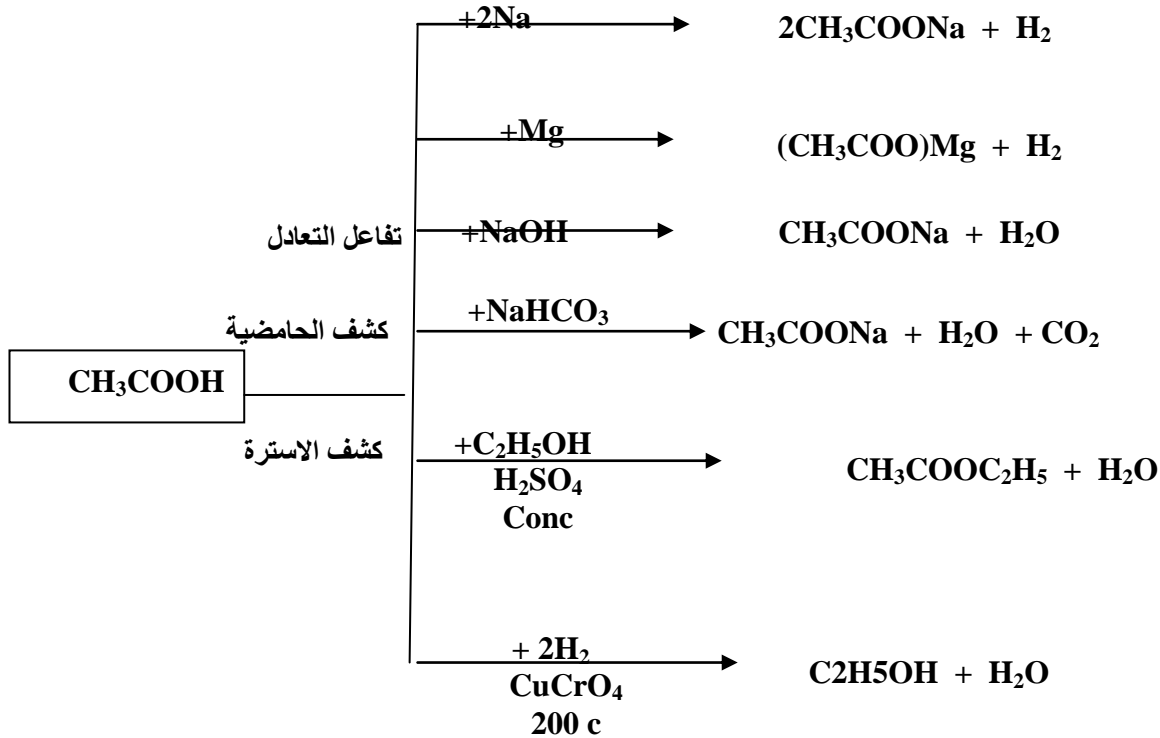 +2Na 2CH₃COONa + H₂
+Mg (CH₃COO)Mg + H₂
تفاعل التعادل +NaOH CH₃COONa + H₂O
كشف الحامضية +NaHCO₃ CH₃COONa + H₂O + CO₂
CH₃COOH
كشف الاسترة +C₂H₅OH CH₃COOC₂H₅ + H₂O
H₂SO₄
Conc
+ 2H₂ C2H5OH + H₂O
CuCrO₄
200 c